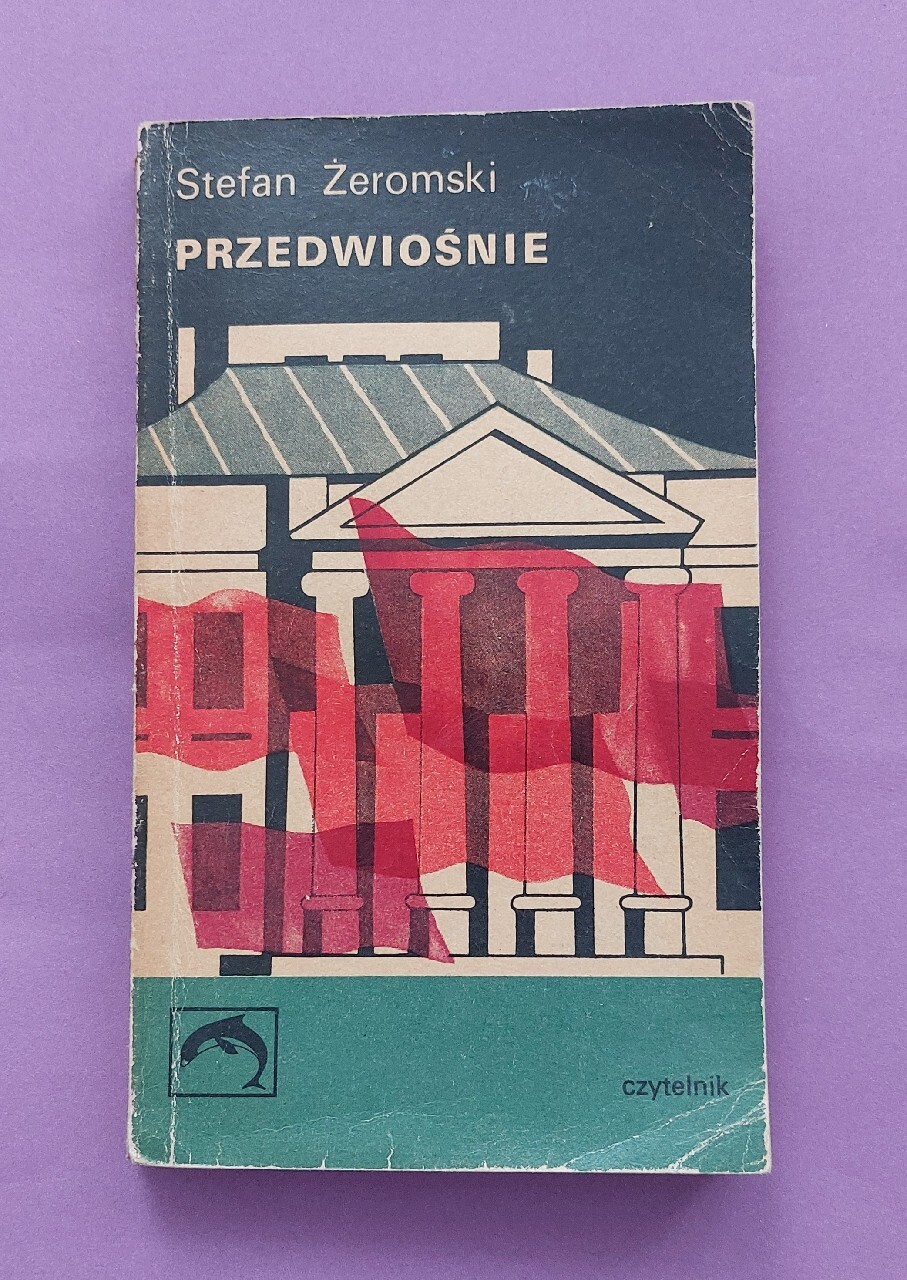 Stefan Żeromski
PRZEDWIOŚNIE
czytelnik